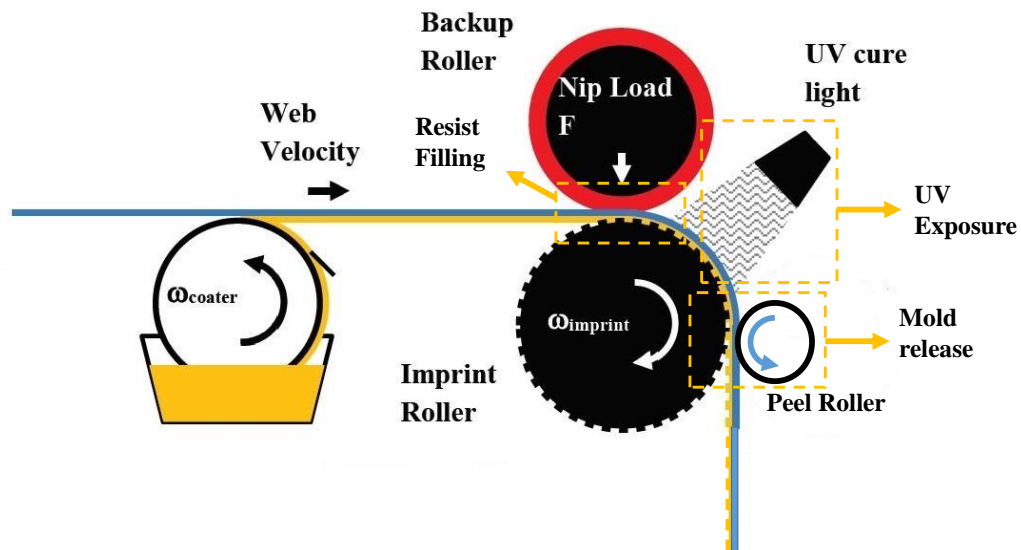 Backup
Roller
Nip Load
F
UV cure
light
Web
Velocity
Resist
Filling
UV
Exposure
ωcoater
ωimprint
Mold
release
Imprint
Roller
Peel Roller